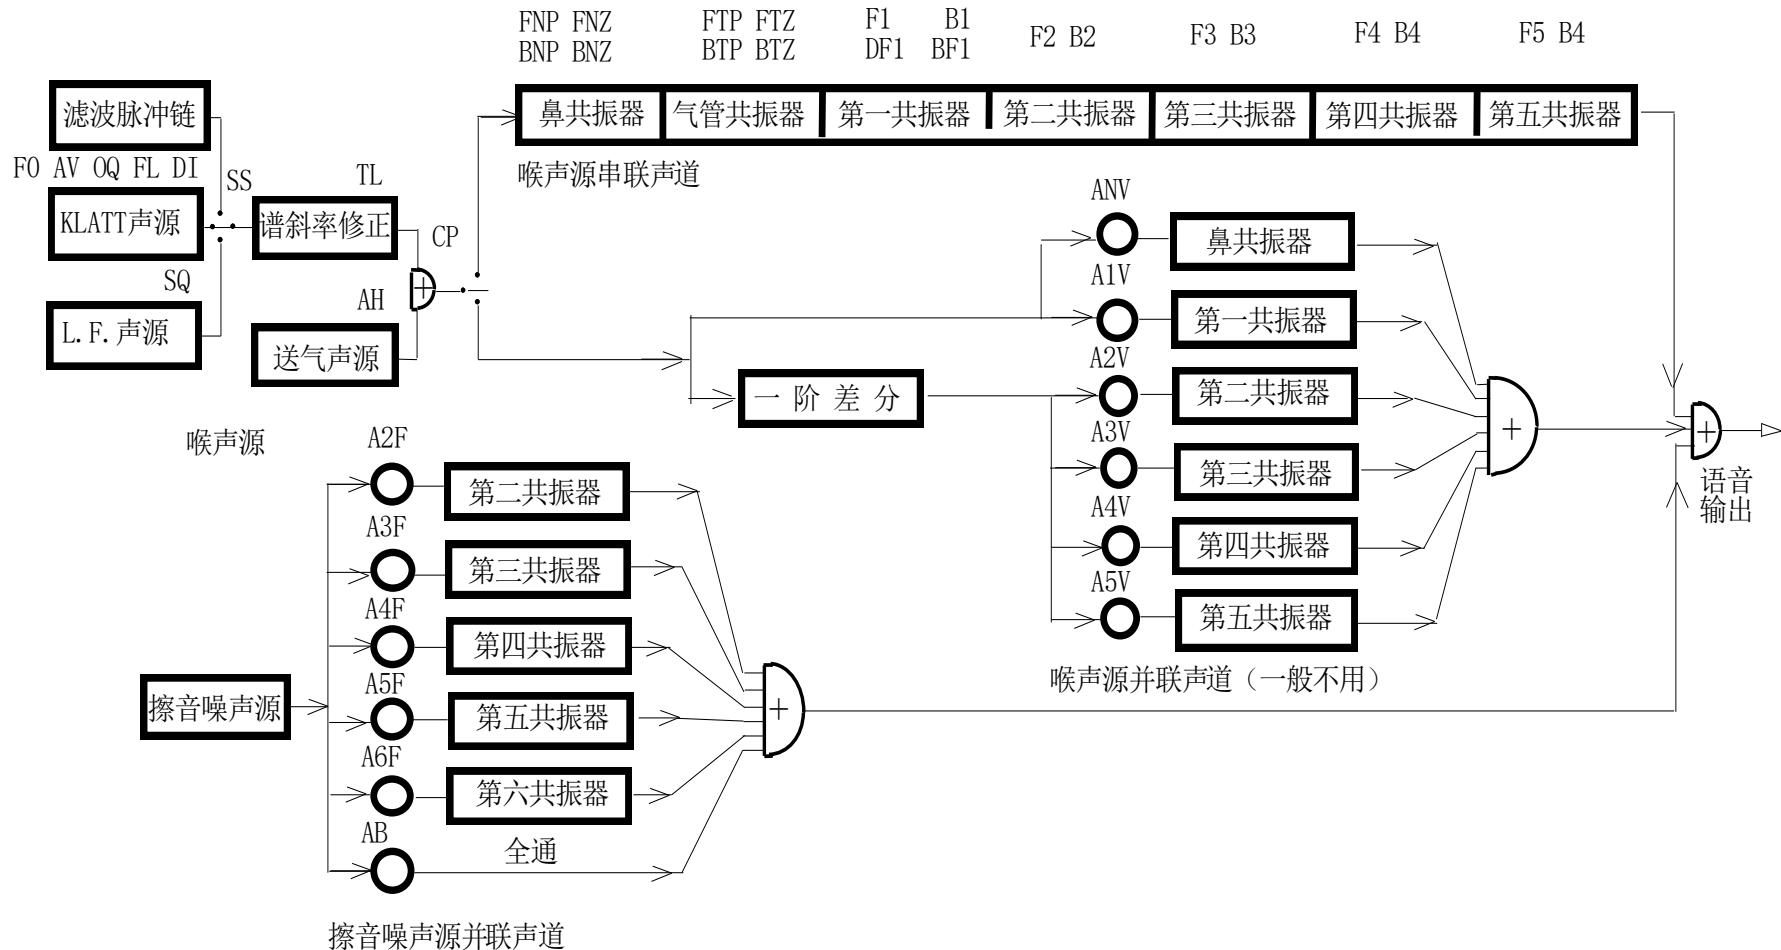 FNP FNZ
BNP BNZ
FTP FTZ
BTP BTZ
F1 B1
DF1 BF1
F2 B2
F3 B3
F4 B4
F5 B4
滤波脉冲链
鼻共振器
气管共振器
第一共振器
第二共振器
第三共振器
第四共振器
第五共振器
喉声源串联声道
F0 AV OQ FL DI
SS
TL
KLATT声源
谱斜率修正
CP
SQ
AH
L.F.声源
送气声源
喉声源
ANV
鼻共振器
A1V
第一共振器
A2V
一 阶 差 分
第二共振器
A3V
第三共振器
A4V
第四共振器
A5V
第五共振器
喉声源并联声道（一般不用）
+
+
+
语音
输出
A2F
第二共振器
A3F
第三共振器
A4F
第四共振器
A5F
擦音噪声源
第五共振器
+
A6F
第六共振器
AB
全通
擦音噪声源并联声道